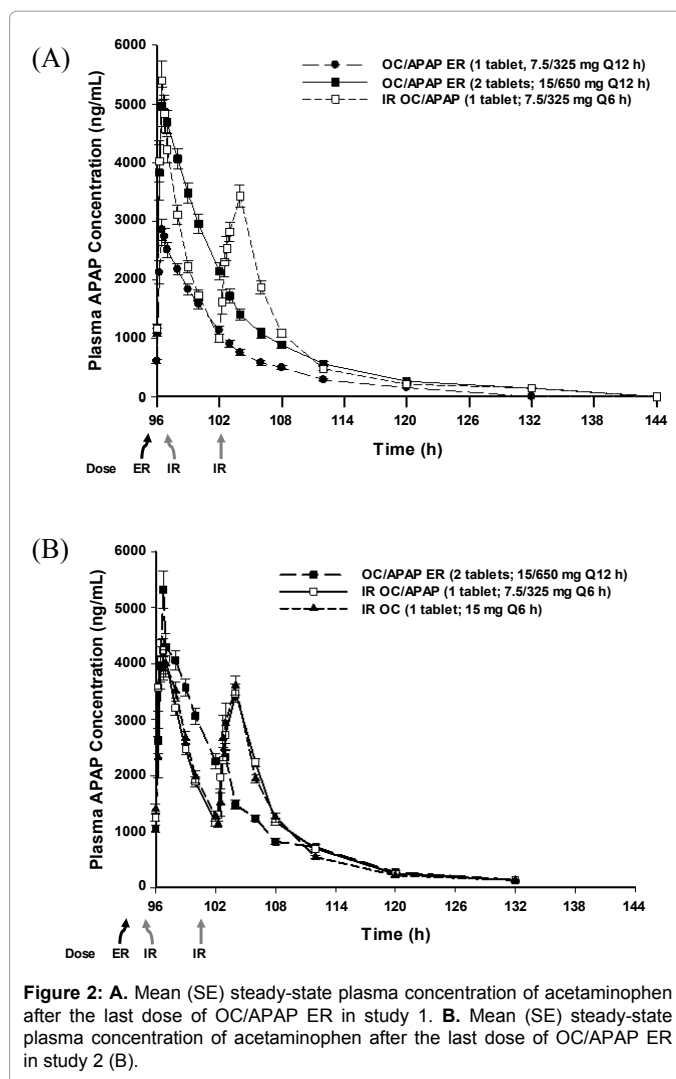 (A)
6000
5000
4000
3000
2000
1000
0
Plasma APAP Concentration (ng/mL)
OC/APAP ER (1 tablet, 7.5/325 mg Q12 h)
OC/APAP ER (2 tablets; 15/650 mg Q12 h)
IR OC/APAP (1 tablet; 7.5/325 mg Q6 h)
96 102 108 114 120 126 132 138 144
Time (h)
Dose ER IR IR
(B)
6000
5000
4000
3000
2000
1000
0
Plasma APAP Concentration (ng/mL)
OC/APAP ER (2 tablets; 15/650 mg Q12 h)
IR OC/APAP (1 tablet; 7.5/325 mg Q6 h)
IR OC (1 tablet; 15 mg Q6 h)
96 102 108 114 120 126 132 138 144
Time (h)
Dose ER IR IR
Figure 2: A. Mean (SE) steady-state plasma concentration of acetaminophen
after the last dose of OC/APAP ER in study 1. B. Mean (SE) steady-state
plasma concentration of acetaminophen after the last dose of OC/APAP ER
in study 2 (B).